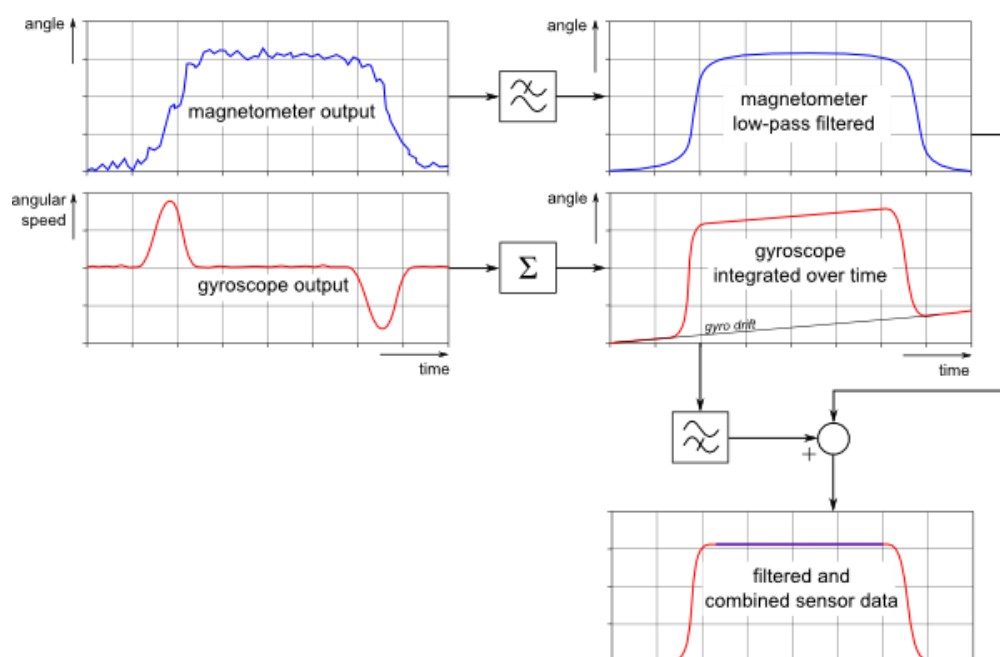 angle
magnetometer output
angle
magnetometer
low-pass filtered
angular
speed
gyroscope output
time
Σ
angle
gyroscope
integrated over time
gyro drift
time
+
filtered and
combined sensor data